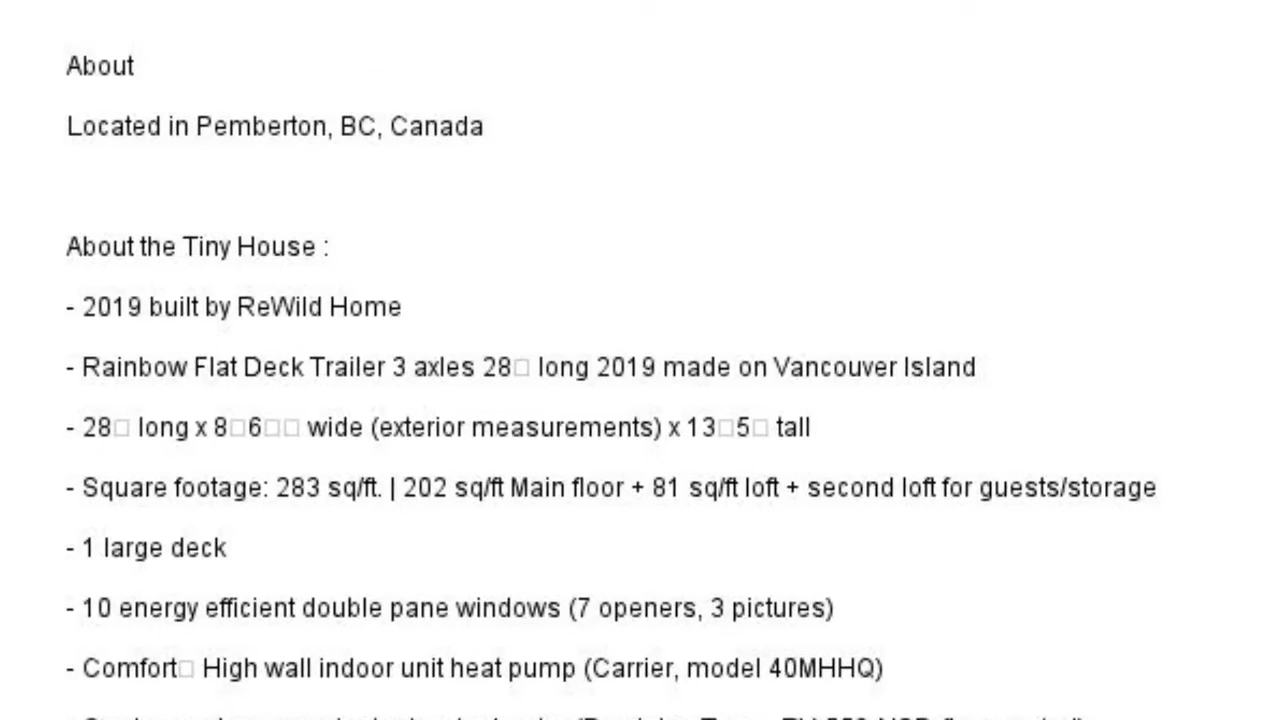 About
Located in Pemberton, BC, Canada
About the Tiny House :
- 2019 built by ReWild Home
- Rainbow Flat Deck Trailer 3 axles 28□ long 2019 made on Vancouver Island
- 28□ long x 8□6□□ wide (exterior measurements) x 13□5□ tall
- Square footage: 283 sq/ft. | 202 sq/ft Main floor + 81 sq/ft loft + second loft for guests/storage
- 1 large deck
- 10 energy efficient double pane windows (7 openers, 3 pictures)
- Comfort□ High wall indoor unit heat pump (Carrier, model 40MHHQ)